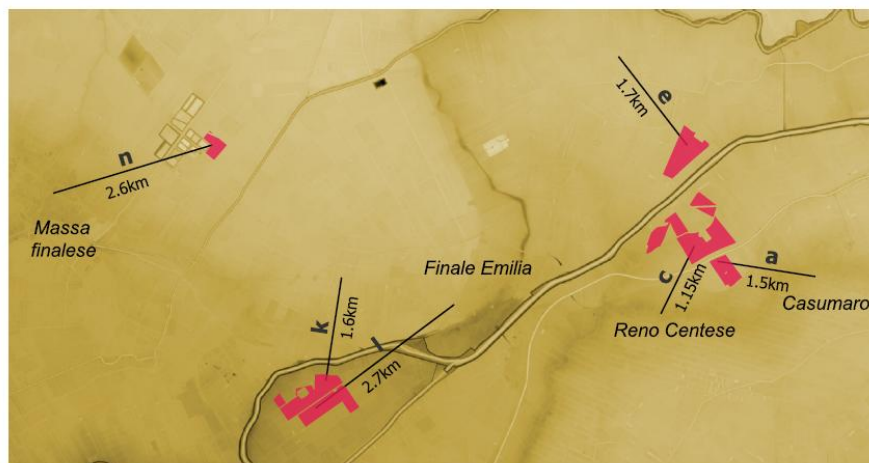 e
1.7km
n
2.6km
Massa
finalese
Finale Emilia
a
1.5km
c
1.15km
Casumaro
Reno Centese
k
1.6km
l
2.7km